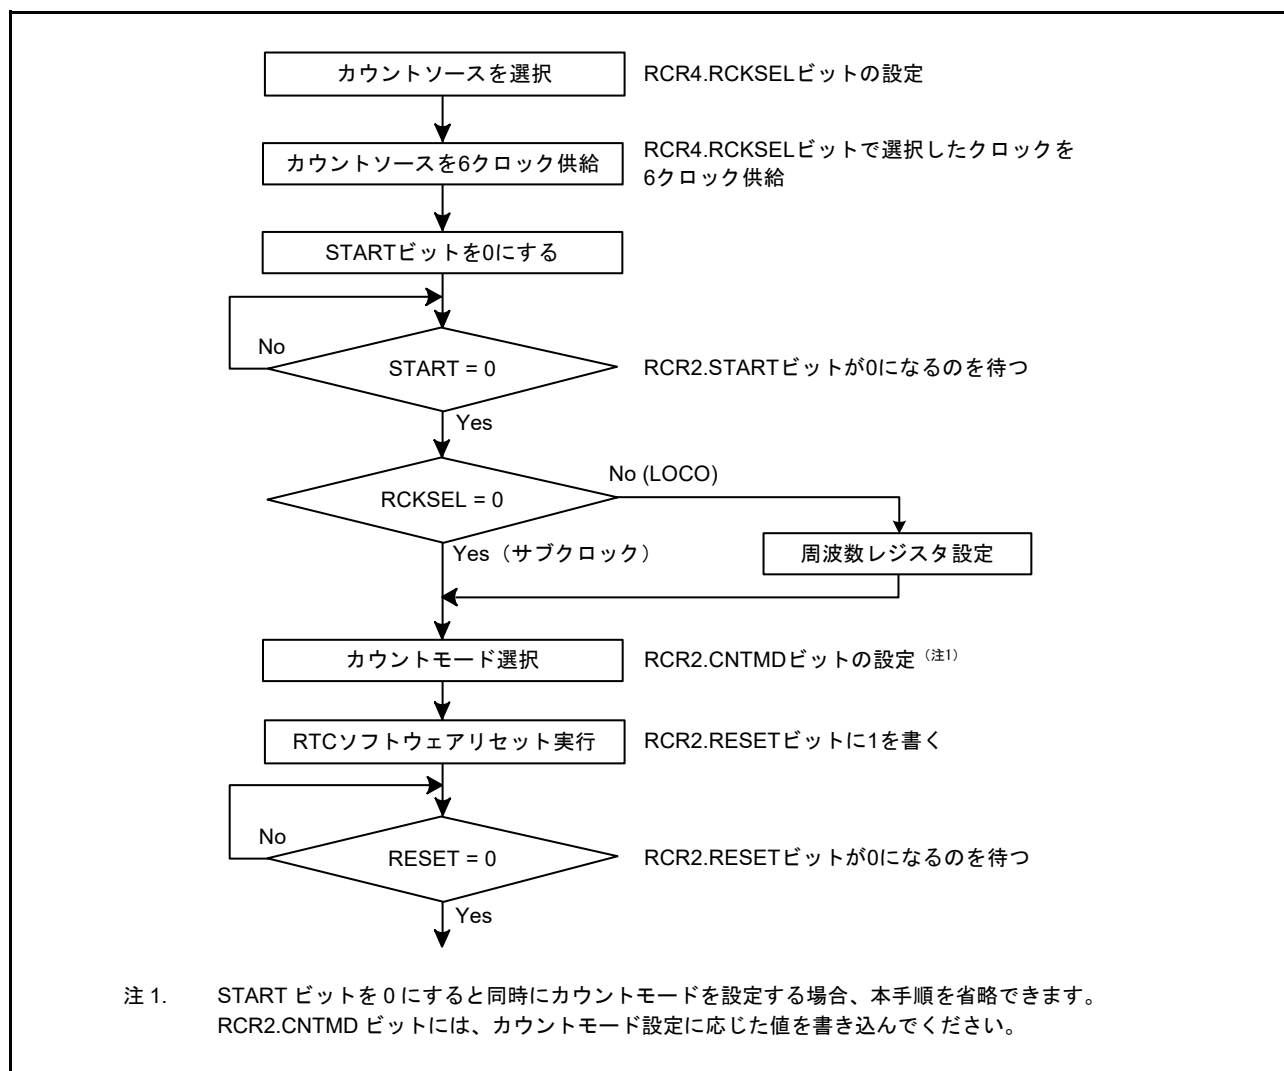 カウントソースを選択
RCR4.RCKSELビットの設定
カウントソースを6クロック供給
RCR4.RCKSELビットで選択したクロックを
6クロック供給
STARTビットを0にする
No
START = 0
RCR2.STARTビットが0になるのを待つ
Yes
No (LOCO)
RCKSEL = 0
Yes（サブクロック）
周波数レジスタ設定
カウントモード選択
RCR2.CNTMDビットの設定（注1）
RTCソフトウェアリセット実行
RCR2.RESETビットに1を書く
No
RESET = 0
RCR2.RESETビットが0になるのを待つ
Yes
注 1. START ビットを 0 にすると同時にカウントモードを設定する場合、本手順を省略できます。
RCR2.CNTMD ビットには、カウントモード設定に応じた値を書き込んでください。